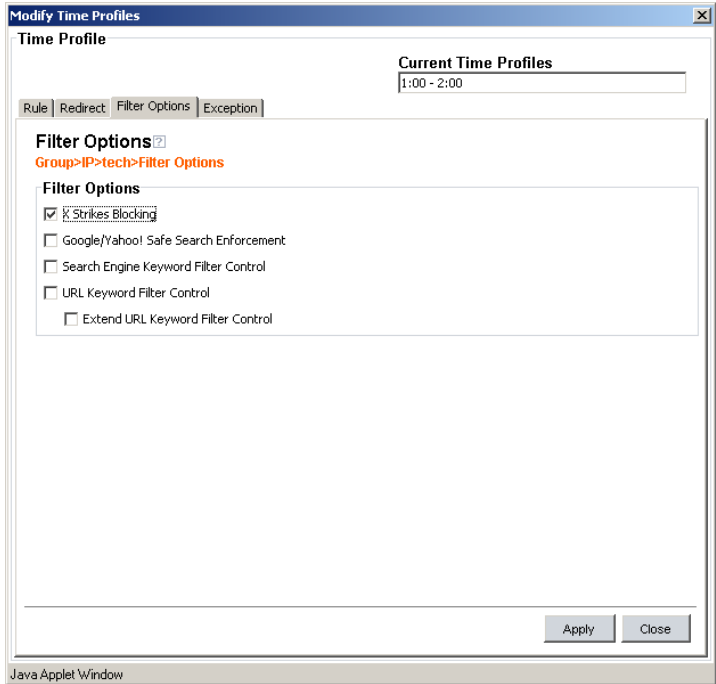 Modify Time Profiles
Time Profile
Current Time Profiles
1:00 - 2:00
Rule Redirect Filter Options Exception
Filter Options
Group>IP>tech>Filter Options
Filter Options
X Strikes Blocking
Google/Yahoo! Safe Search Enforcement
Search Engine Keyword Filter Control
URL Keyword Filter Control
Extend URL Keyword Filter Control
Apply Close
Java Applet Window